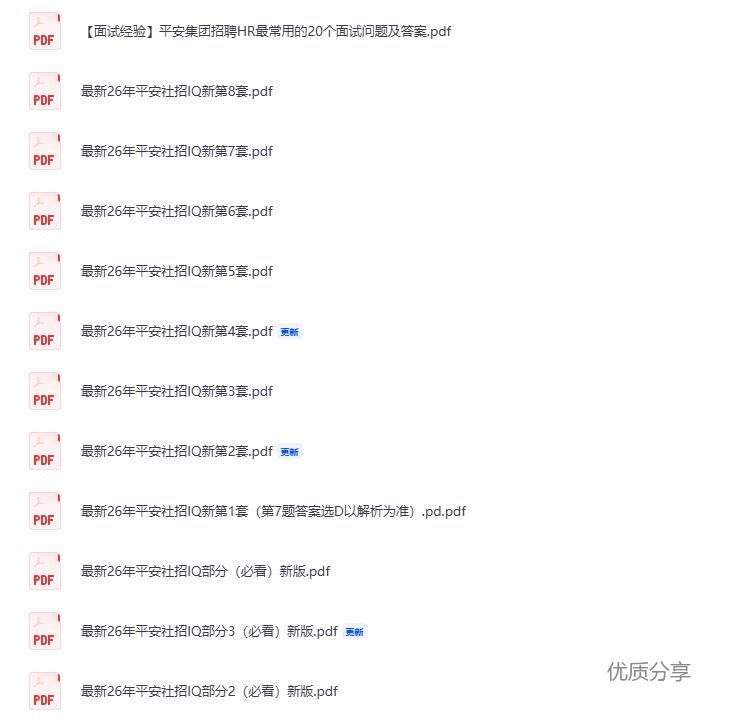 PDF 【面试经验】平安集团招聘HR最常用的20个面试问题及答案.pdf
PDF 最新26年平安社招IQ新第8套.pdf
PDF 最新26年平安社招IQ新第7套.pdf
PDF 最新26年平安社招IQ新第6套.pdf
PDF 最新26年平安社招IQ新第5套.pdf
PDF 最新26年平安社招IQ新第4套.pdf 更新
PDF 最新26年平安社招IQ新第3套.pdf
PDF 最新26年平安社招IQ新第2套.pdf 更新
PDF 最新26年平安社招IQ新第1套（第7题答案选D以解析为准）.pd.pdf
PDF 最新26年平安社招IQ部分（必看）新版.pdf
PDF 最新26年平安社招IQ部分3（必看）新版.pdf 更新
优质分享
PDF 最新26年平安社招IQ部分2（必看）新版.pdf